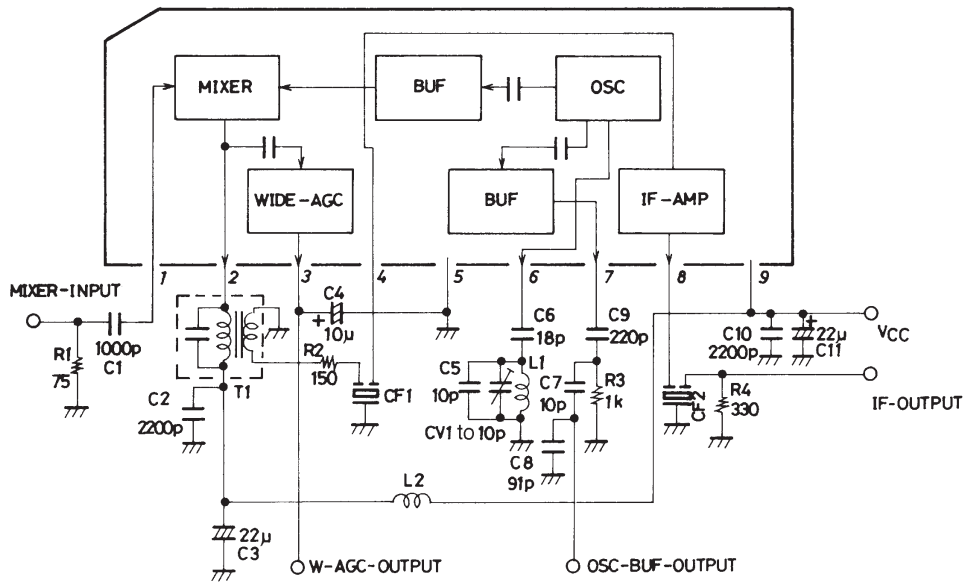 MIXER
BUF
OSC
WIDE-AGC
BUF
IF-AMP
1
2
3
4
5
6
7
8
9
MIXER-INPUT
R1
75
1000p
C1
T1
C2
2200p
22μ
C3
C4
+
10μ
R2
150
CF1
L2
W-AGC-OUTPUT
C6
18p
C5
10p
L1
CV1 to 10p
C9
220p
C7
10p
R3
1k
C8
91p
OSC-BUF-OUTPUT
CF2
R4
330
C10
2200p
+
22μ
C11
VCC
IF-OUTPUT